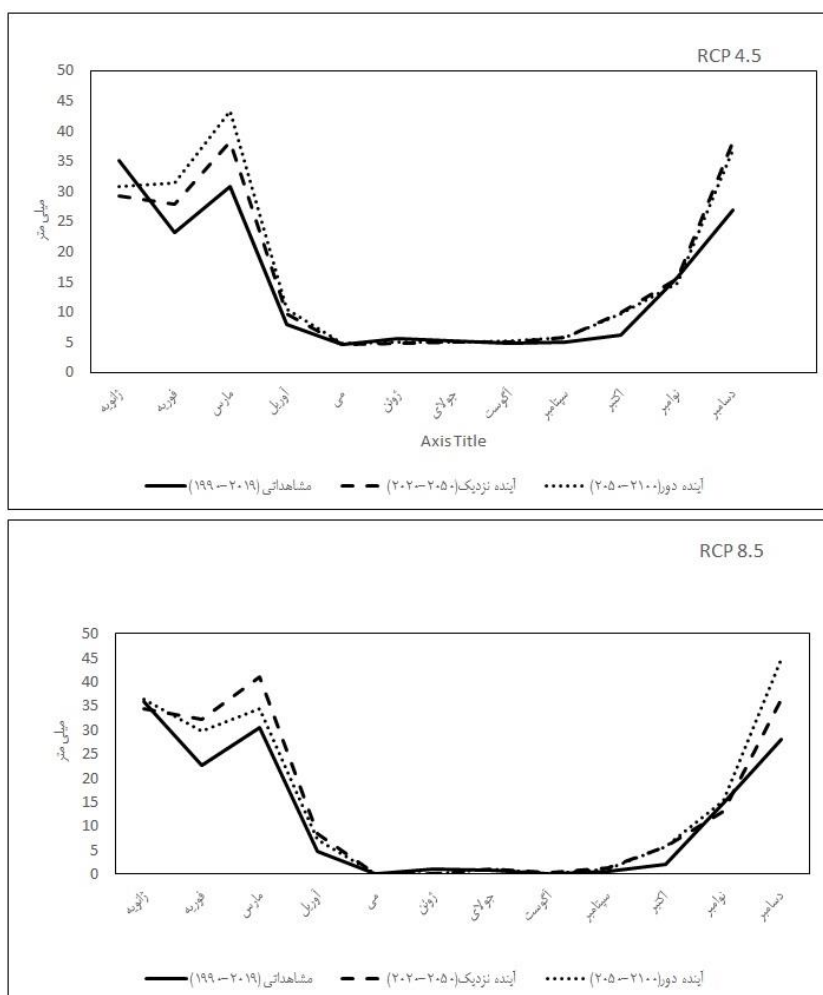 RCP 4.5
50
45
40
35
30
25
20
15
10
5
0
میلی متر
ژانویه
فوریه
مارس
آوریل
می
ژوئن
جولای
آگوست
سپتامبر
اکتبر
نوامبر
دسامبر
Axis Title
مشاهداتی (۱۹۹۰-۲۰۱۹)
آینده نزدیک(۲۰۲۰-۲۰۵۰)
آینده دور(۲۰۵۰-۲۱۰۰)
RCP 8.5
50
45
40
35
30
25
20
15
10
5
0
میلی متر
ژانویه
فوریه
مارس
آوریل
می
ژوئن
جولای
آگوست
سپتامبر
اکتبر
نوامبر
دسامبر
مشاهداتی (۱۹۹۰-۲۰۱۹)
آینده نزدیک(۲۰۲۰-۲۰۵۰)
آینده دور(۲۰۵۰-۲۱۰۰)